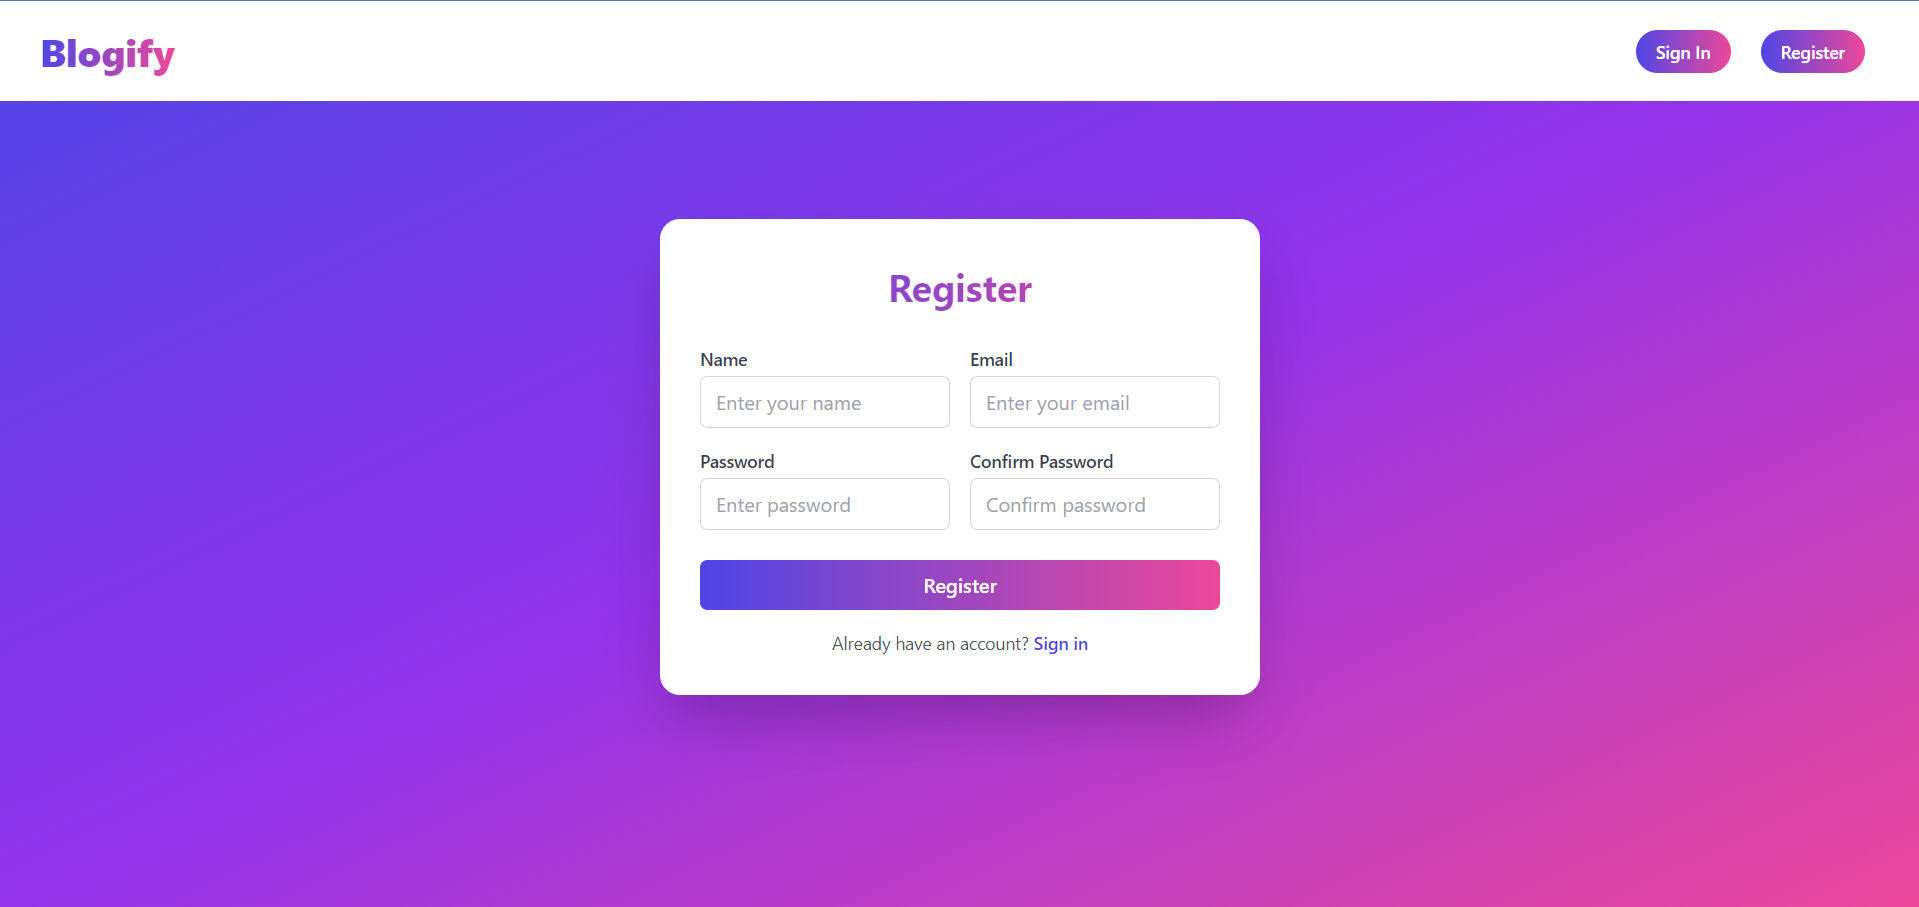 Blogify
Sign In
Register
Register
Name
Email
Enter your name
Enter your email
Password
Confirm Password
Enter password
Confirm password
Register
Already have an account? Sign in